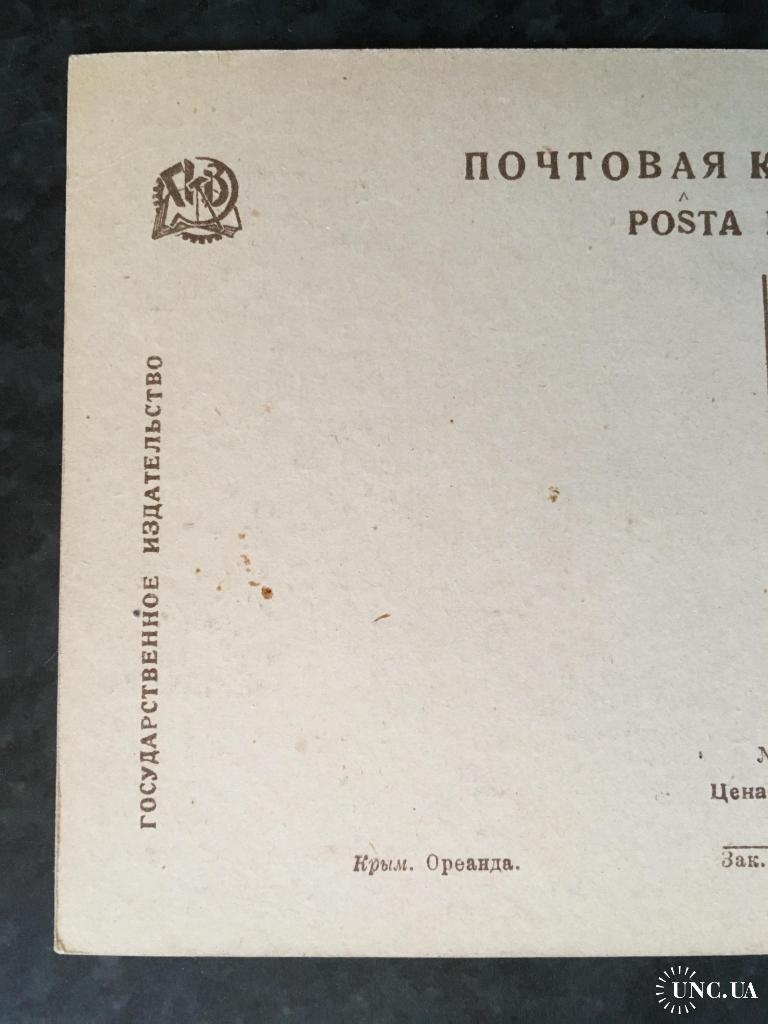 ПОЧТОВАЯ К
POŜTA
ГОСУДАРСТВЕННОЕ ИЗДАТЕЛЬСТВО
Цена
Крым. Ореанда.
Зак.
UNC.UA